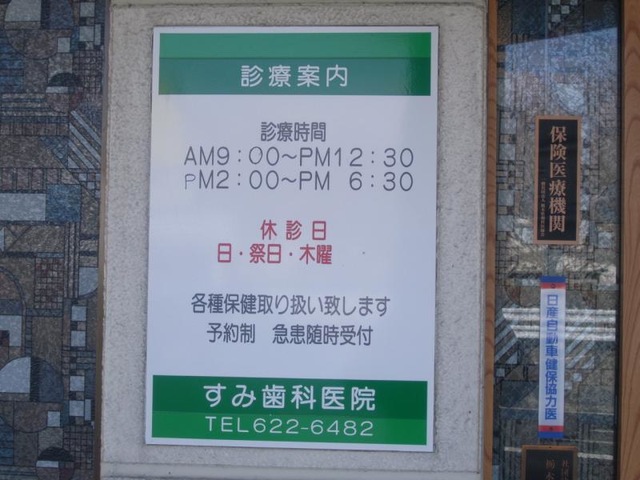 診療案内
診療時間
AM9:00～PM12:30
PM2:00～PM 6:30
休診日
日・祭日・木曜
各種保健取り扱い致します
予約制 急患随時受付
すみ歯科医院
TEL622-6482
保険医療機関
日産自動車健保協力医